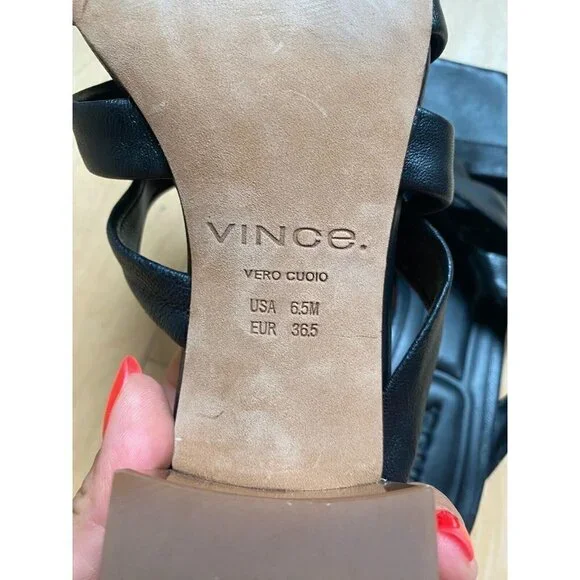 VINCe.
VERO CUOIO
USA 6.5M
EUR 36.5